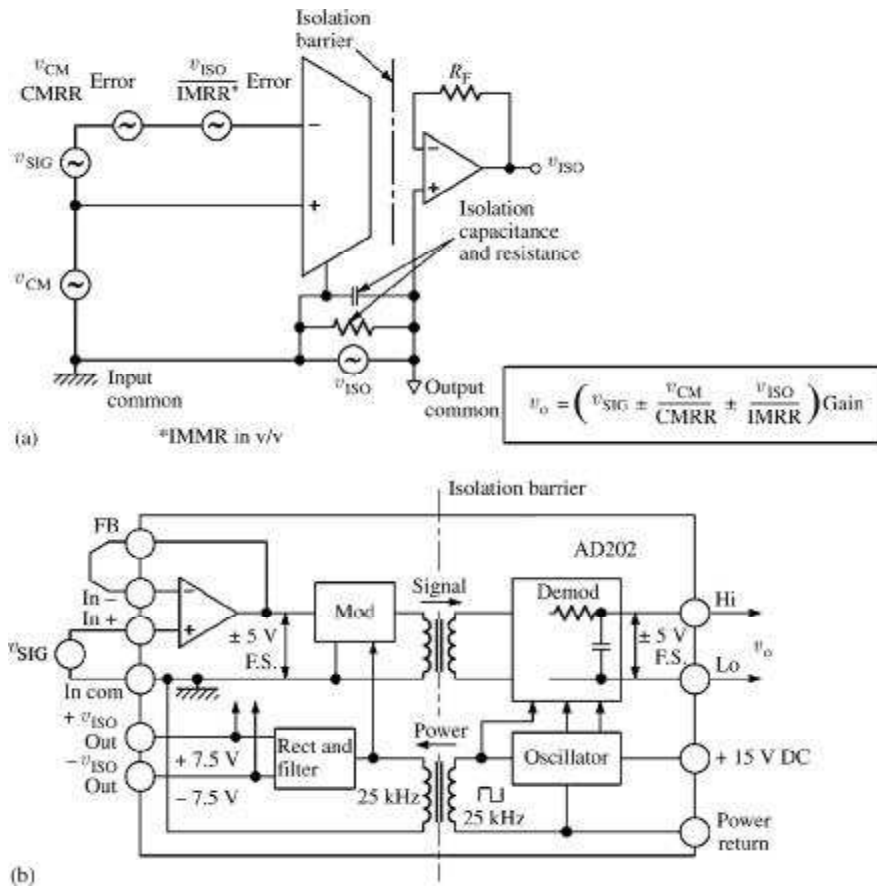 Isolation
barrier
v_CM/CMRR Error
v_ISO/IMRR* Error
R_F
−
−
v_SIG
+
+
v_ISO
Isolation
capacitance
and resistance
v_CM
v_ISO
Input
common
Output
common
v_o = (v_SIG ± v_CM/CMRR ± v_ISO/IMRR) Gain
(a)
*IMMR in v/v
Isolation barrier
FB
AD202
In −
−
Signal
Demod
Mod
Hi
In +
+
± 5 V
F.S.
± 5 V
F.S.
v_o
v_SIG
Lo
In com
+ v_ISO
Out
Power
Rect and
filter
Oscillator
+ 15 V DC
+ 7.5 V
− v_ISO
Out
− 7.5 V
25 kHz
25 kHz
Power
return
(b)